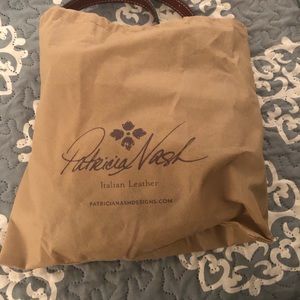 Patricia Nash
Italian Leather
PATRICIANASHDESIGNS.COM